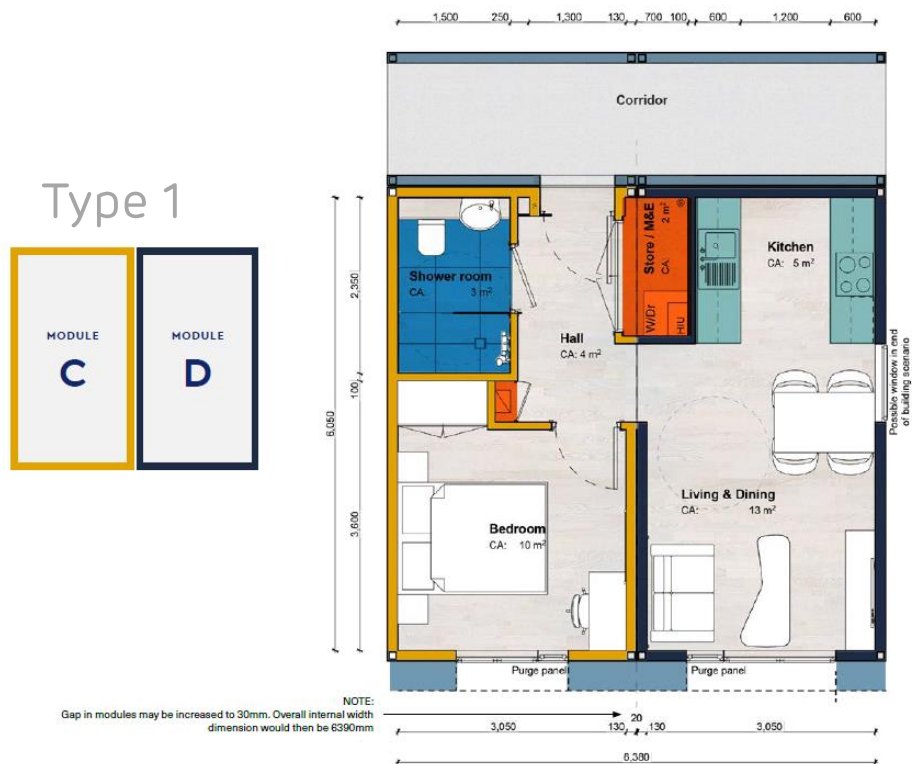 1,500 250 1,300 130 700 100 600 1,200 600
Corridor
Type 1
MODULE
C
MODULE
D
6,050
2,350
100
3,600
Shower room
CA: 3 m²
Hall
CA: 4 m²
Store / M&E
CA: 2 m²
W/Dr
HIU
Kitchen
CA: 5 m²
Possible window in end
of building scenario
Living & Dining
CA: 13 m²
Bedroom
CA: 10 m²
Purge panel
Purge panel
NOTE:
Gap in modules may be increased to 30mm. Overall internal width
dimension would then be 6390mm
20
3,050 130 130 3,050
6,380